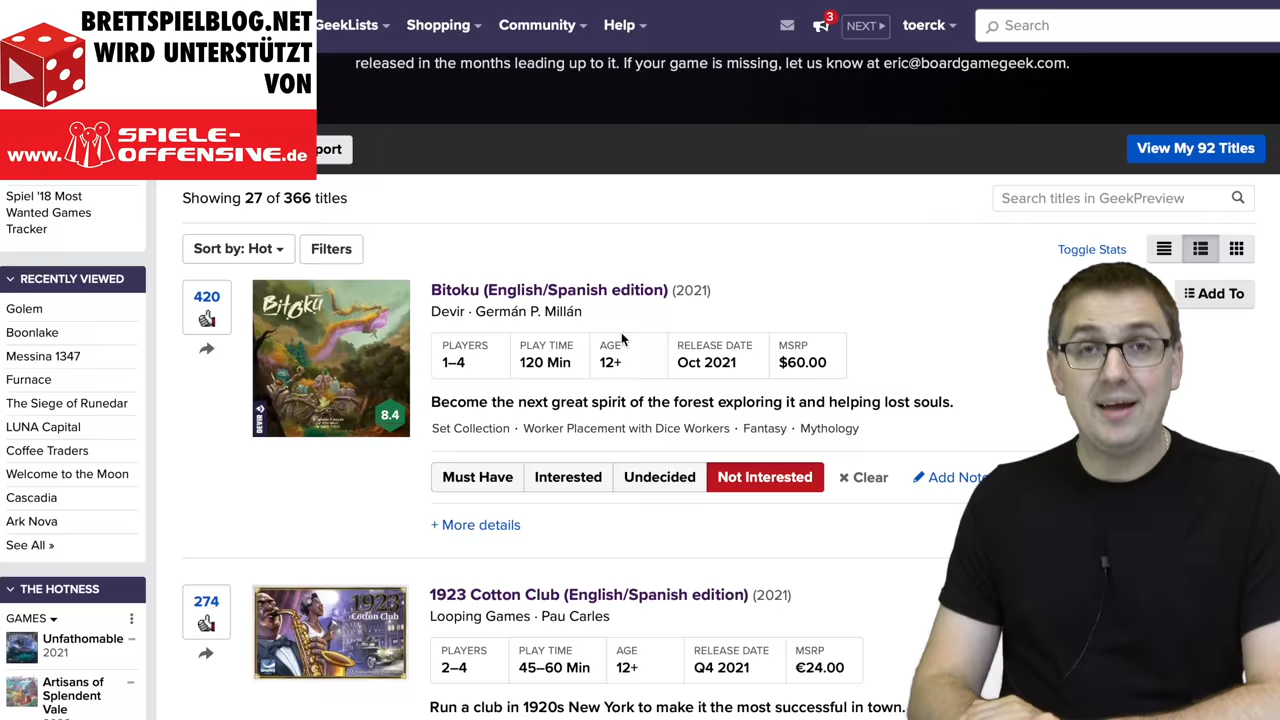 BRETTSPIELBLOG.NET
WIRD UNTERSTÜTZT
VON
www.SPIELE-OFFENSIVE.de
GeekLists Shopping Community Help
3
NEXT
toerck
Search
released in the months leading up to it. If your game is missing, let us know at eric@boardgamegeek.com.
port
View My 92 Titles
Spiel '18 Most
Wanted Games
Tracker
Showing 27 of 366 titles
Search titles in GeekPreview
Sort by: Hot
Filters
Toggle Stats
RECENTLY VIEWED
Golem
Boonlake
Messina 1347
Furnace
The Siege of Runedar
LUNA Capital
Coffee Traders
Welcome to the Moon
Cascadia
Ark Nova
See All »
THE HOTNESS
GAMES
Unfathomable
2021
Artisans of
Splendent
Vale
420
BITOKU
DEVIR
8.4
Bitoku (English/Spanish edition) (2021)
Add To
Devir · Germán P. Millán
PLAYERS PLAY TIME AGE RELEASE DATE MSRP
1–4 120 Min 12+ Oct 2021 $60.00
Become the next great spirit of the forest exploring it and helping lost souls.
Set Collection · Worker Placement with Dice Workers · Fantasy · Mythology
Must Have Interested Undecided Not Interested Clear Add Note
+ More details
274
1923
Cotton Club
1923 Cotton Club (English/Spanish edition) (2021)
Looping Games · Pau Carles
PLAYERS PLAY TIME AGE RELEASE DATE MSRP
2–4 45–60 Min 12+ Q4 2021 €24.00
Run a club in 1920s New York to make it the most successful in town.